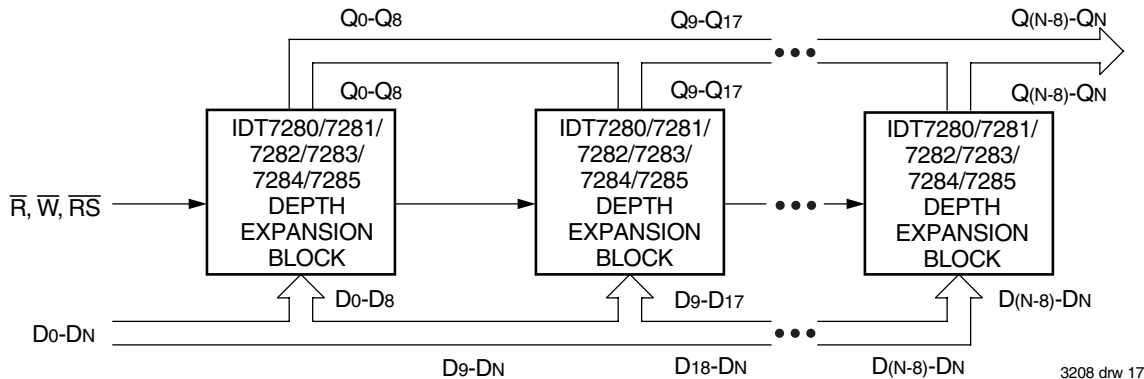 Q0-Q8 Q9-Q17 Q(N-8)-QN
Q0-Q8 Q9-Q17 Q(N-8)-QN
IDT7280/7281/
7282/7283/
7284/7285
DEPTH
EXPANSION
BLOCK
IDT7280/7281/
7282/7283/
7284/7285
DEPTH
EXPANSION
BLOCK
IDT7280/7281/
7282/7283/
7284/7285
DEPTH
EXPANSION
BLOCK
R̅, W̅, R̅S̅
D0-D8 D9-D17 D(N-8)-DN
D0-DN
D9-DN D18-DN D(N-8)-DN
3208 drw 17